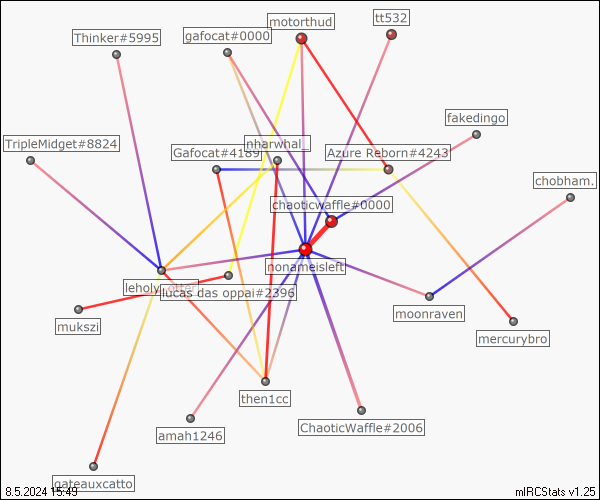 motorthud
tt532
Thinker#5995
gafocat#0000
fakedingo
TripleMidget#8824
nharwhal_
Gafocat#4189
Azure Reborn#4243
chobham.
chaoticwaffle#0000
nonameisleft
lucas das oppai#2396
mukszi
moonraven
mercurybro
then1cc
amah1246
ChaoticWaffle#2006
gateauxcatto
8.5.2024 15:49
mIRCStats v1.25